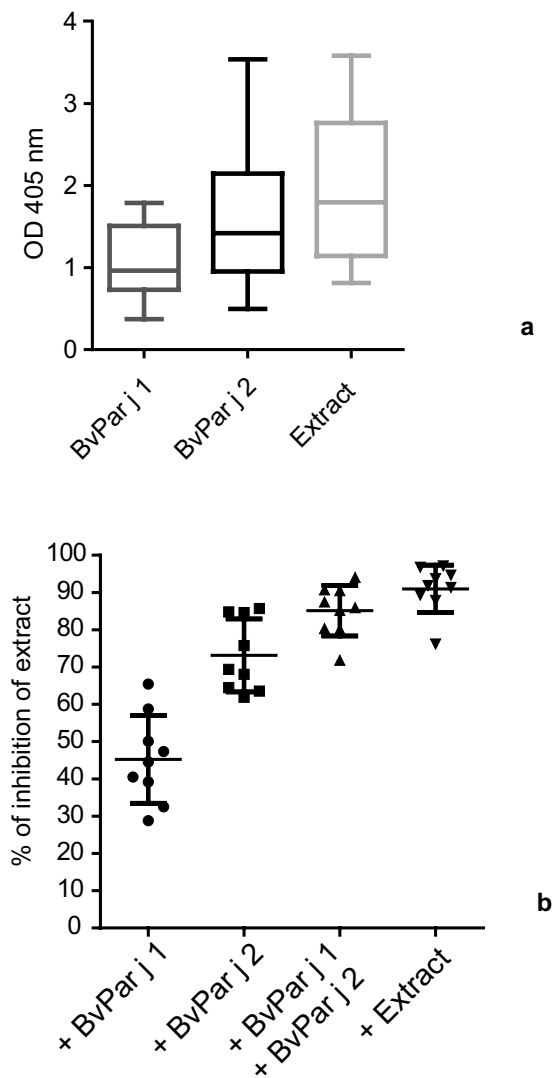 4
3
2
1
0
OD 405 nm
BvPar j 1
BvPar j 2
Extract
a
100
90
80
70
60
50
40
30
20
10
0
% of inhibition of extract
+ BvPar j 1
+ BvPar j 2
+ BvPar j 1
+ BvPar j 2
+ Extract
b